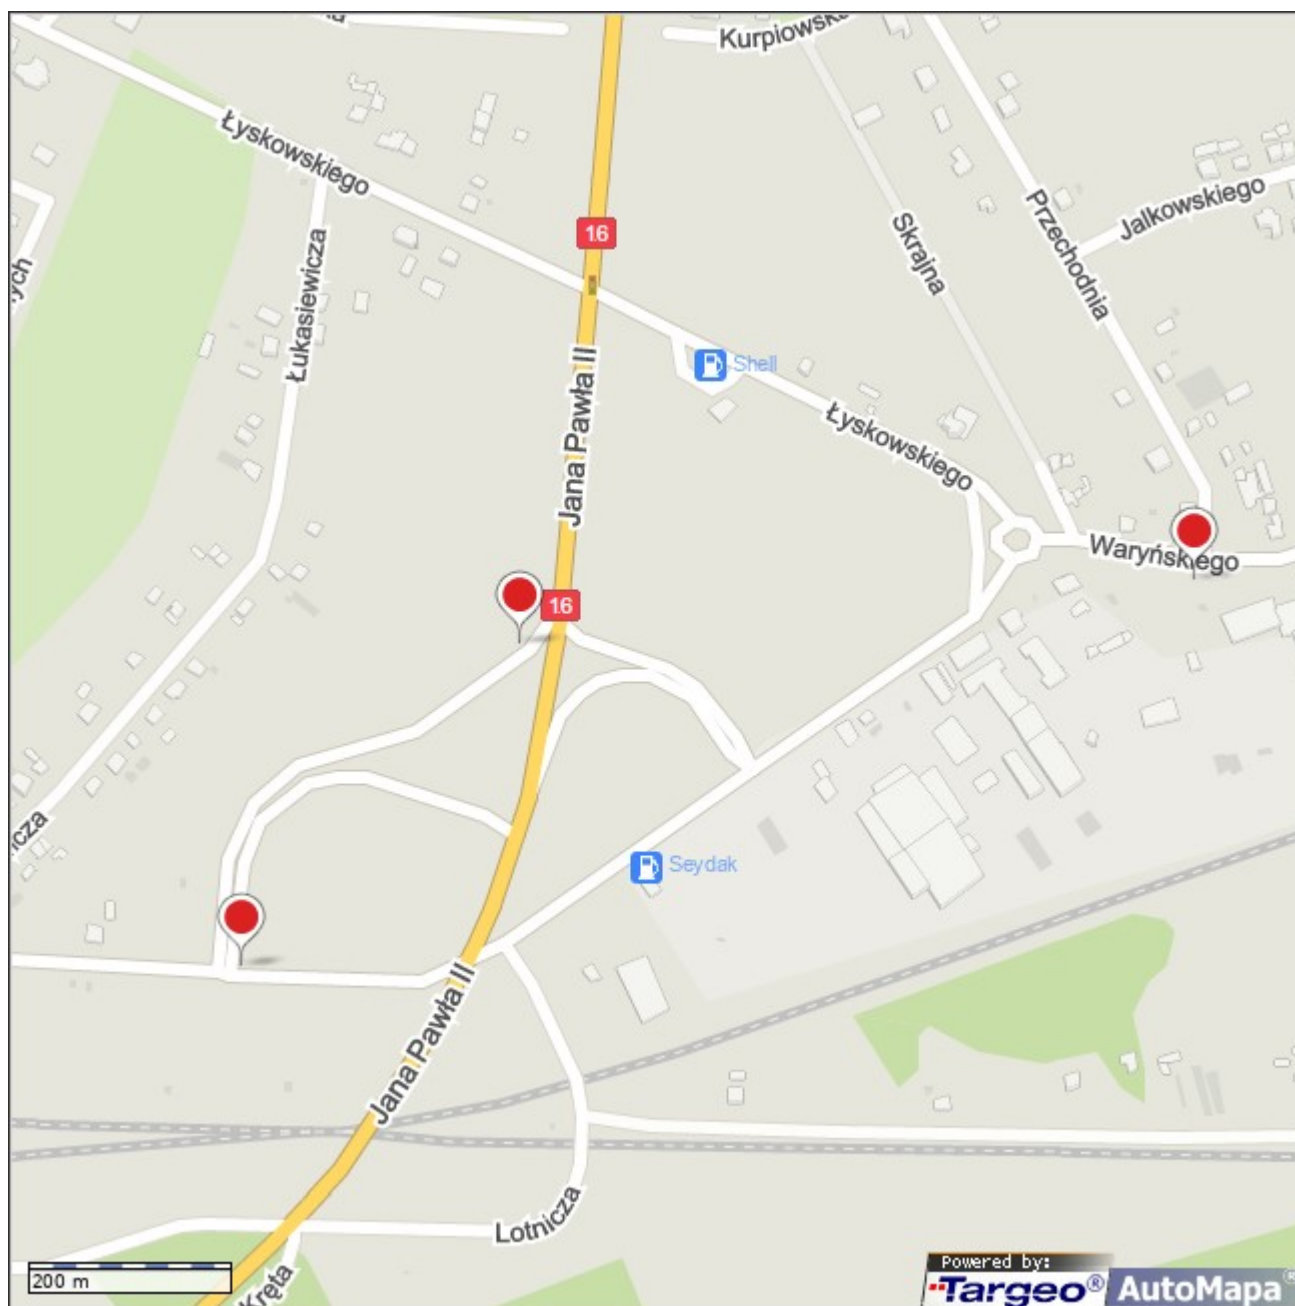 Kurpiowska
Łyskowskiego
Przechodnia
Jalkowskiego
Skrajna
16
Łukasiewicza
Jana Pawła II
Shell
Łyskowskiego
Waryńskiego
16
Seydak
Jana Pawła II
Lotnicza
Kręta
200 m
Powered by:
Targeo® AutoMapa®